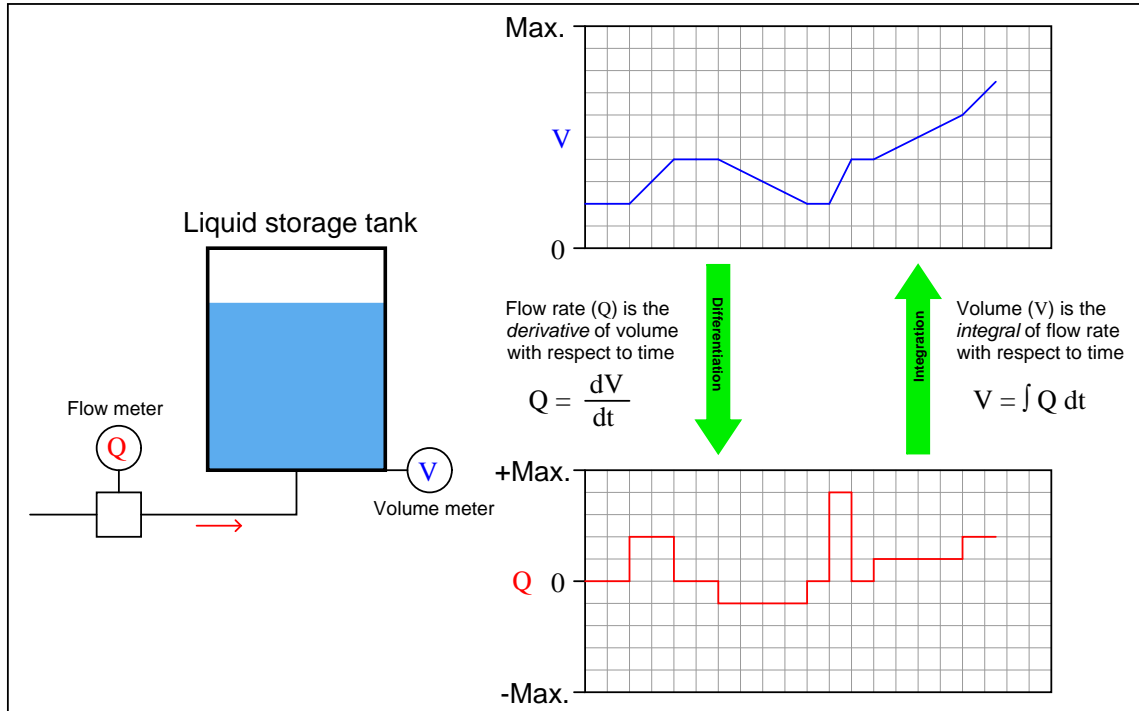 Max.
V
0
Liquid storage tank
Flow meter
Q
V
Volume meter
Flow rate (Q) is the
derivative of volume
with respect to time
Q = dV
dt
Differentiation
Integration
Volume (V) is the
integral of flow rate
with respect to time
V = ∫ Q dt
+Max.
Q 0
-Max.